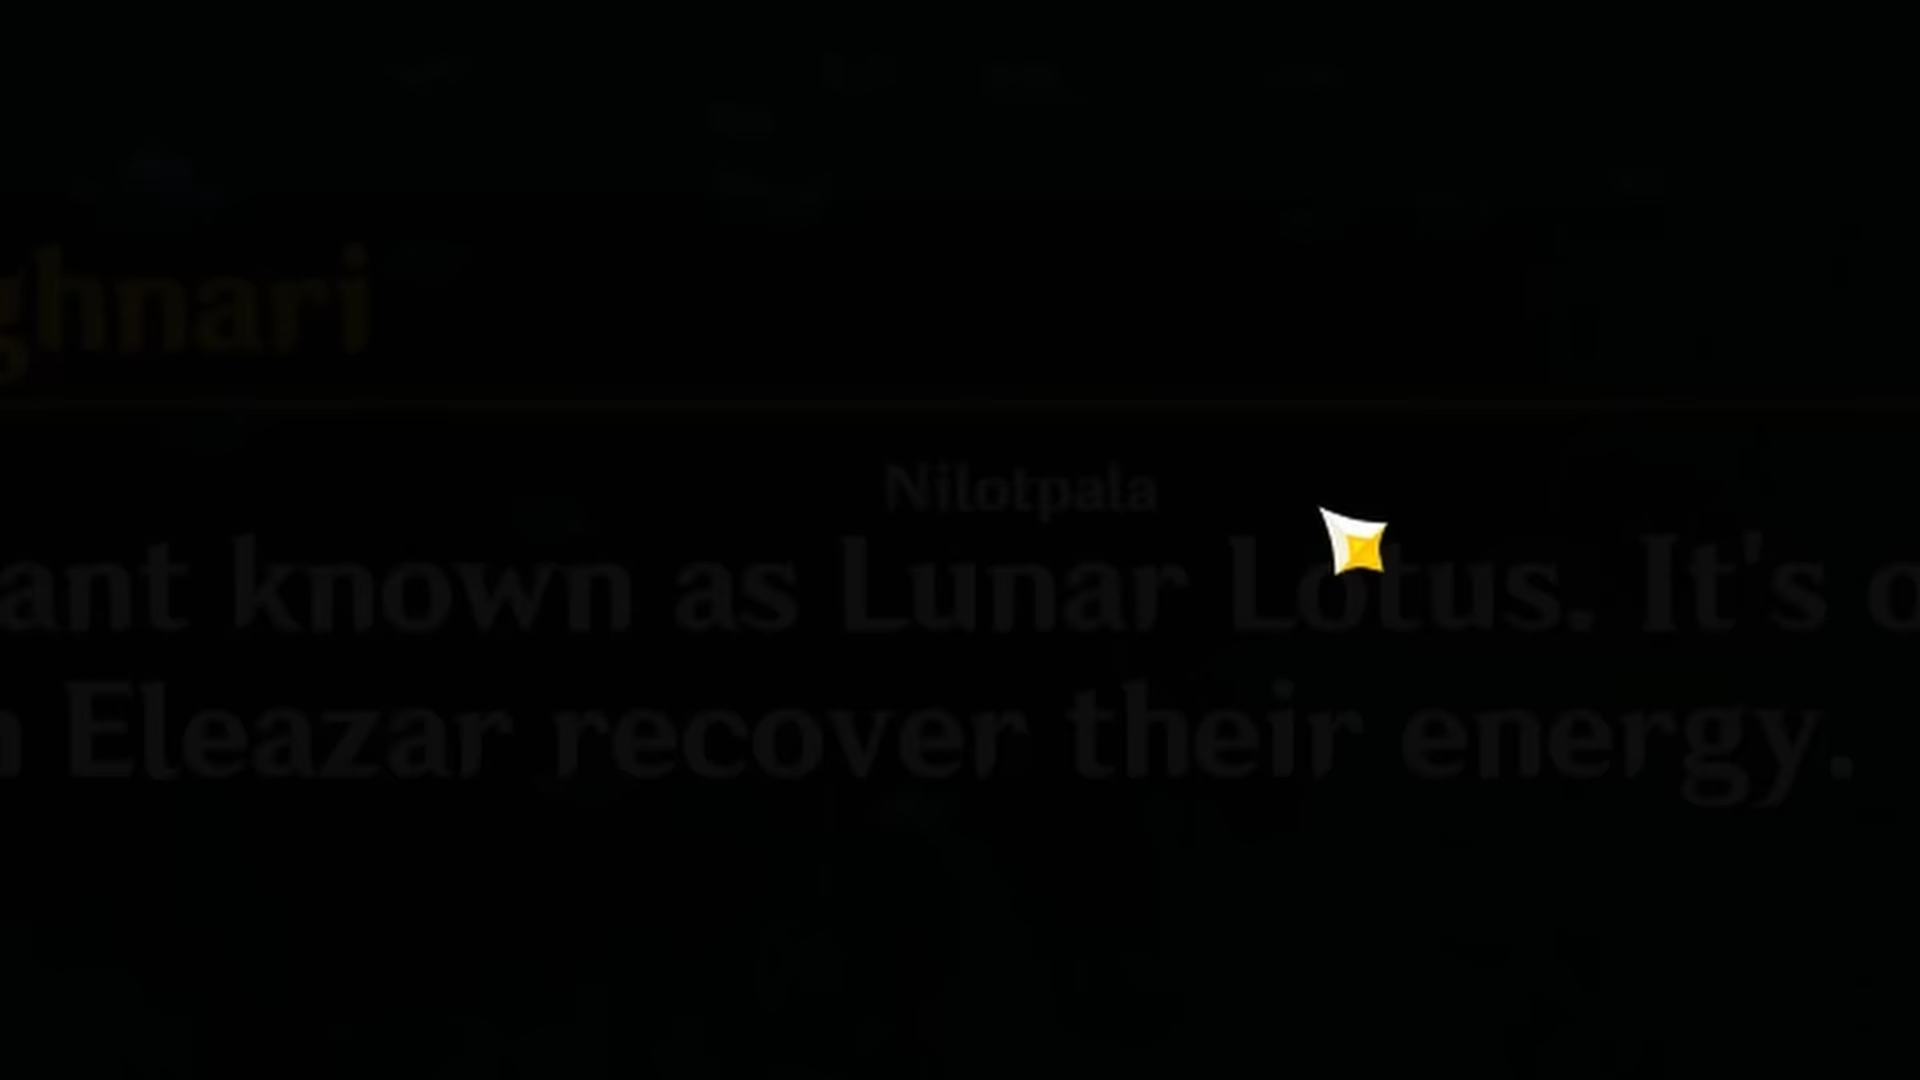 ghnari
Nilotpala
ant known as Lunar Lotus. It's o
n Eleazar recover their energy.